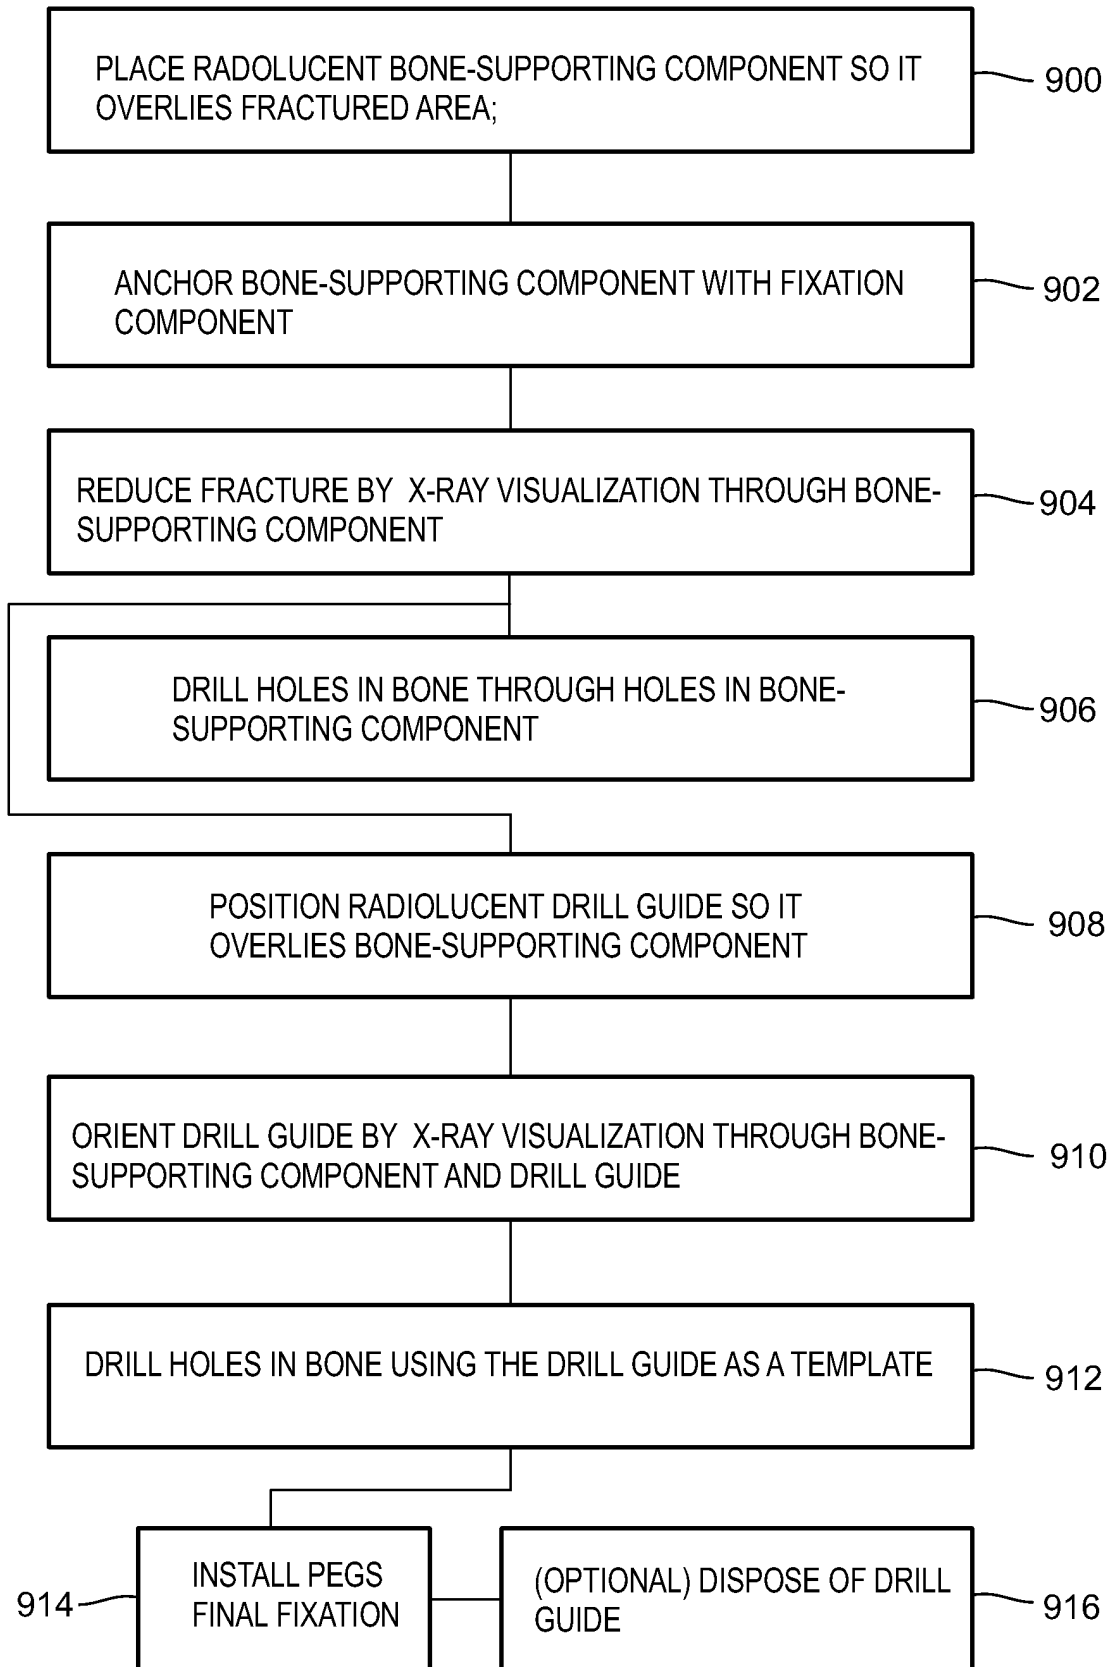 PLACE RADOLUCENT BONE-SUPPORTING COMPONENT SO IT
OVERLIES FRACTURED AREA;
900
ANCHOR BONE-SUPPORTING COMPONENT WITH FIXATION
COMPONENT
902
REDUCE FRACTURE BY X-RAY VISUALIZATION THROUGH BONE-
SUPPORTING COMPONENT
904
DRILL HOLES IN BONE THROUGH HOLES IN BONE-
SUPPORTING COMPONENT
906
POSITION RADIOLUCENT DRILL GUIDE SO IT
OVERLIES BONE-SUPPORTING COMPONENT
908
ORIENT DRILL GUIDE BY X-RAY VISUALIZATION THROUGH BONE-
SUPPORTING COMPONENT AND DRILL GUIDE
910
DRILL HOLES IN BONE USING THE DRILL GUIDE AS A TEMPLATE
912
914
INSTALL PEGS
FINAL FIXATION
(OPTIONAL) DISPOSE OF DRILL
GUIDE
916